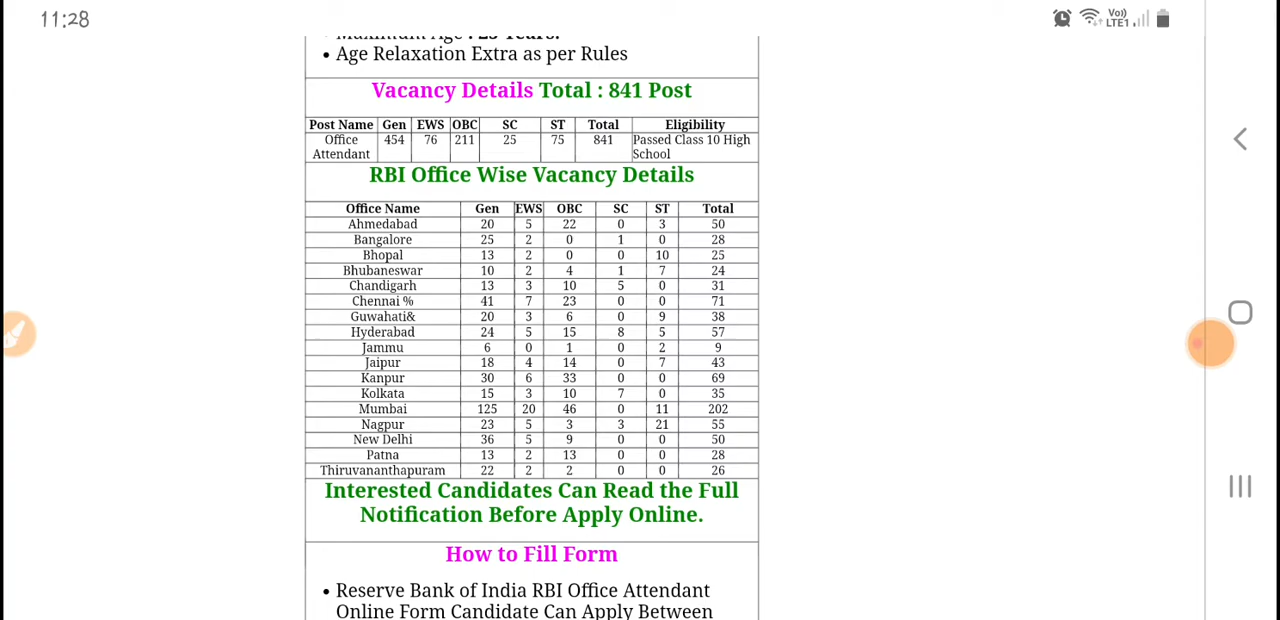 11:28
Vo))
LTE1
• Maximum Age : 25 Years.
• Age Relaxation Extra as per Rules
Vacancy Details Total : 841 Post
Post Name Gen EWS OBC SC ST Total Eligibility
Office Attendant 454 76 211 25 75 841 Passed Class 10 High School
RBI Office Wise Vacancy Details
Office Name Gen EWS OBC SC ST Total
Ahmedabad 20 5 22 0 3 50
Bangalore 25 2 0 1 0 28
Bhopal 13 2 0 0 10 25
Bhubaneswar 10 2 4 1 7 24
Chandigarh 13 3 10 5 0 31
Chennai % 41 7 23 0 0 71
Guwahati& 20 3 6 0 9 38
Hyderabad 24 5 15 8 5 57
Jammu 6 0 1 0 2 9
Jaipur 18 4 14 0 7 43
Kanpur 30 6 33 0 0 69
Kolkata 15 3 10 7 0 35
Mumbai 125 20 46 0 11 202
Nagpur 23 5 3 3 21 55
New Delhi 36 5 9 0 0 50
Patna 13 2 13 0 0 28
Thiruvananthapuram 22 2 2 0 0 26
Interested Candidates Can Read the Full
Notification Before Apply Online.
How to Fill Form
• Reserve Bank of India RBI Office Attendant
Online Form Candidate Can Apply Between